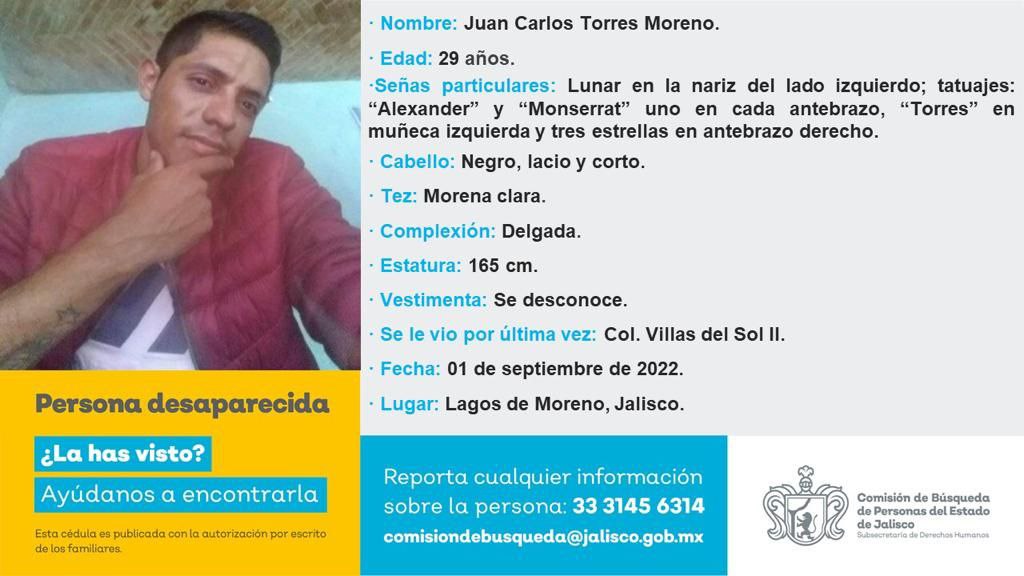 · Nombre: Juan Carlos Torres Moreno.
· Edad: 29 años.
·Señas particulares: Lunar en la nariz del lado izquierdo; tatuajes:
“Alexander” y “Monserrat” uno en cada antebrazo, “Torres” en
muñeca izquierda y tres estrellas en antebrazo derecho.
· Cabello: Negro, lacio y corto.
· Tez: Morena clara.
· Complexión: Delgada.
· Estatura: 165 cm.
· Vestimenta: Se desconoce.
· Se le vio por última vez: Col. Villas del Sol II.
· Fecha: 01 de septiembre de 2022.
· Lugar: Lagos de Moreno, Jalisco.
Persona desaparecida
¿La has visto?
Ayúdanos a encontrarla
Esta cédula es publicada con la autorización por escrito
de los familiares.
Reporta cualquier información
sobre la persona: 33 3145 6314
comisiondebusqueda@jalisco.gob.mx
Comisión de Búsqueda
de Personas del Estado
de Jalisco
Subsecretaría de Derechos Humanos